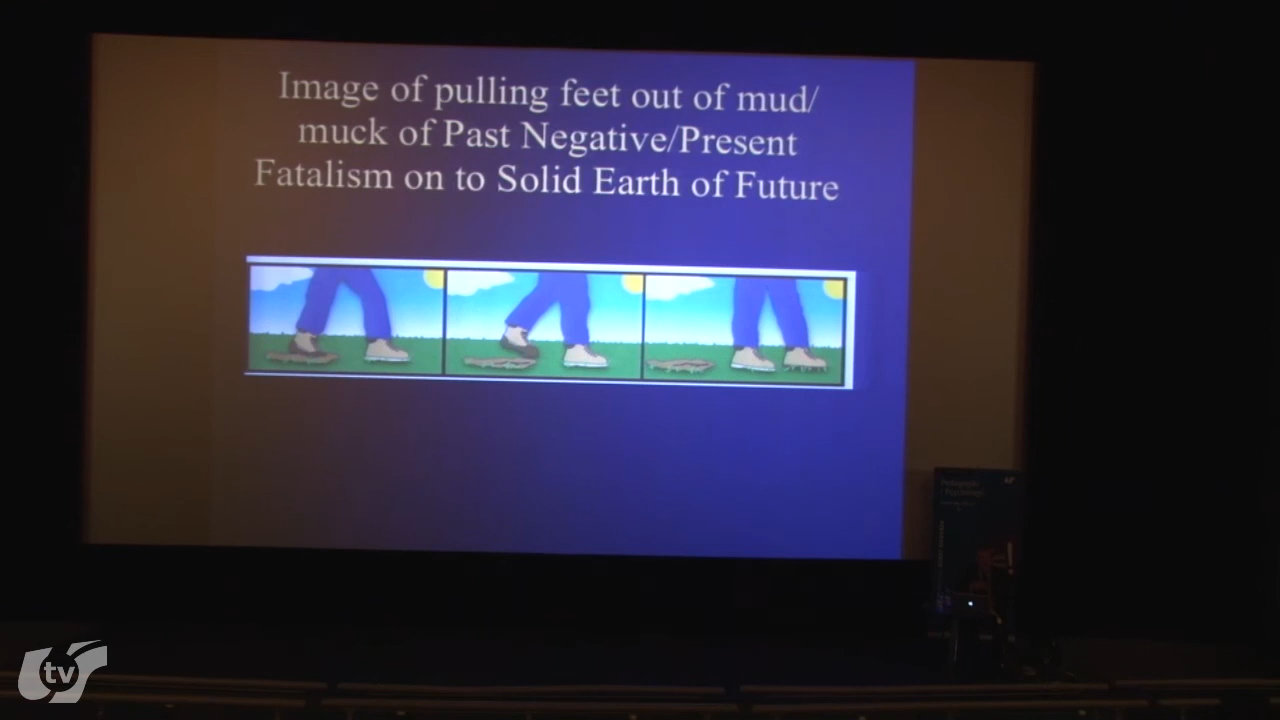 Image of pulling feet out of mud/
muck of Past Negative/Present
Fatalism on to Solid Earth of Future
tv